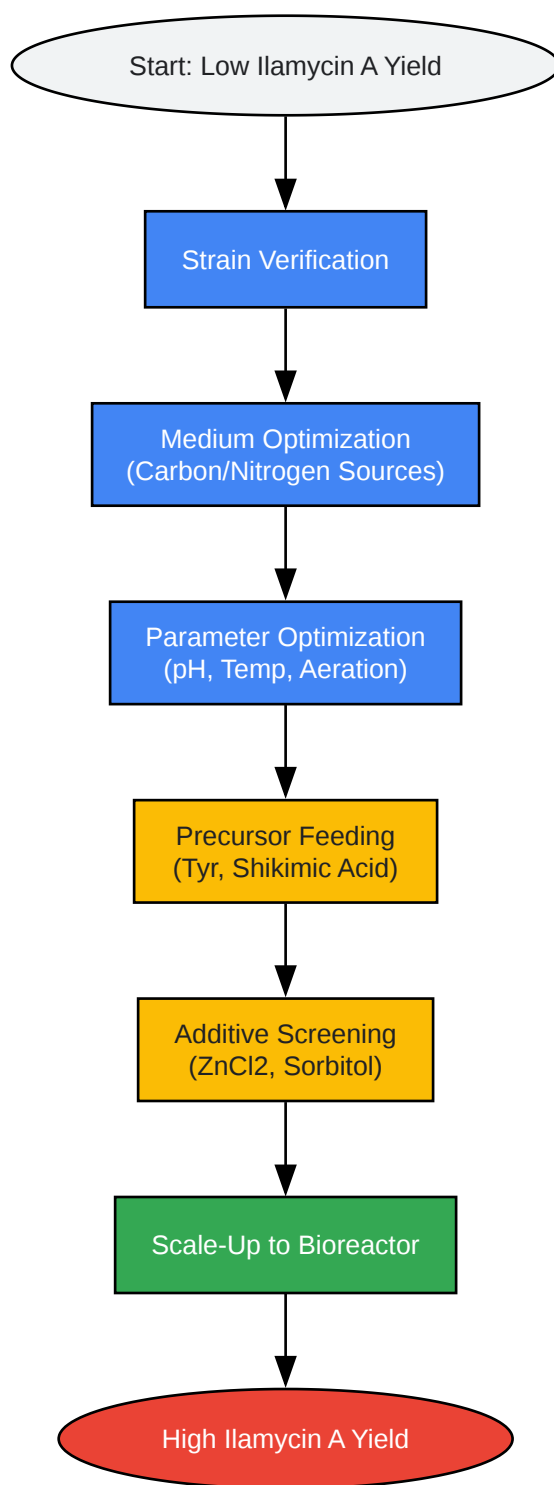 Start: Low Ilamycin A Yield
Strain Verification
Medium Optimization
(Carbon/Nitrogen Sources)
Parameter Optimization
(pH, Temp, Aeration)
Precursor Feeding
(Tyr, Shikimic Acid)
Additive Screening
(ZnCl2, Sorbitol)
Scale-Up to Bioreactor
High Ilamycin A Yield